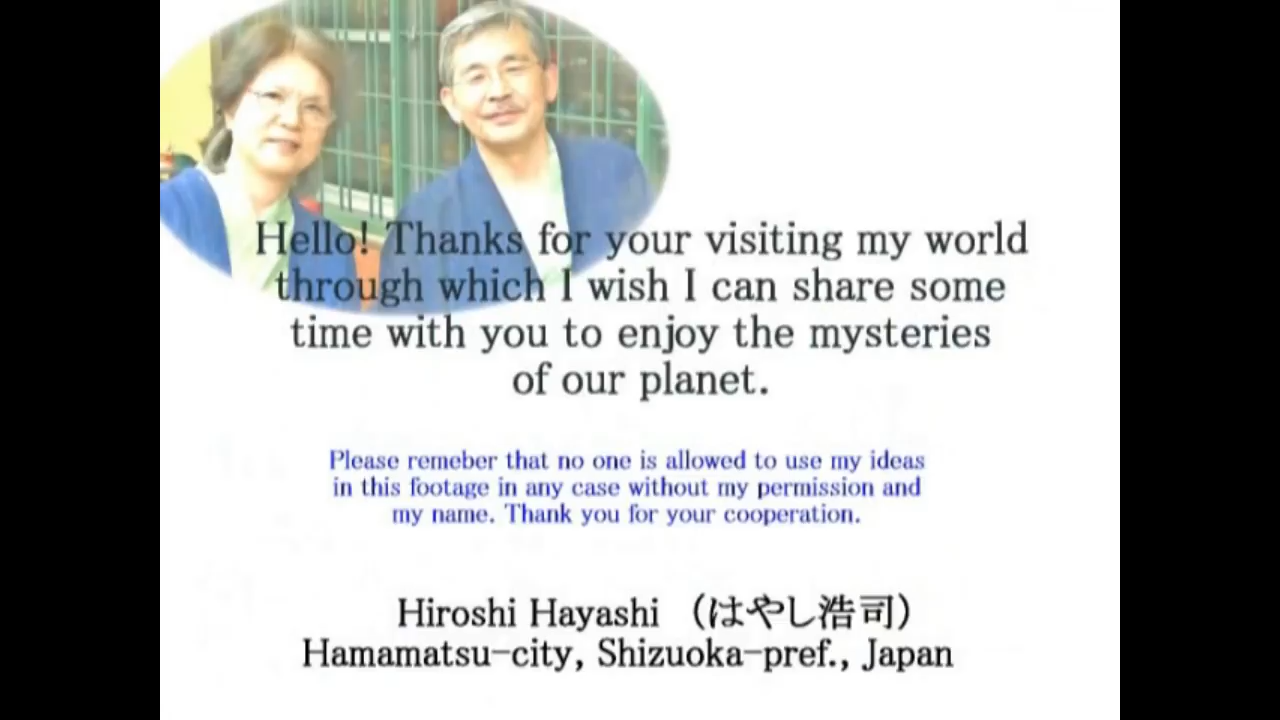 Hello! Thanks for your visiting my world
through which I wish I can share some
time with you to enjoy the mysteries
of our planet.
Please remeber that no one is allowed to use my ideas
in this footage in any case without my permission and
my name. Thank you for your cooperation.
Hiroshi Hayashi （はやし浩司）
Hamamatsu-city, Shizuoka-pref., Japan